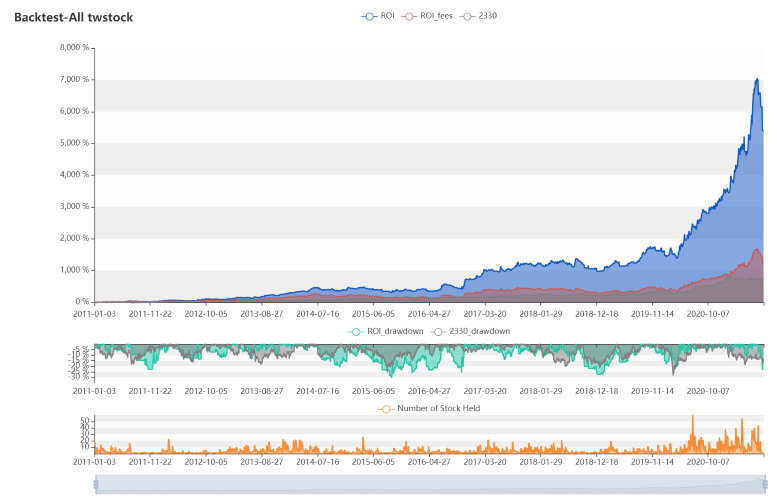 Backtest-All twstock
ROI ROI_fees 2330
8,000 %
7,000 %
6,000 %
5,000 %
4,000 %
3,000 %
2,000 %
1,000 %
0 %
2011-01-03 2011-11-22 2012-10-05 2013-08-27 2014-07-16 2015-06-05 2016-04-27 2017-03-20 2018-01-29 2018-12-18 2019-11-14 2020-10-07
ROI_drawdown 2330_drawdown
-5 %
-10 %
-15 %
-20 %
-25 %
-30 %
2011-01-03 2011-11-22 2012-10-05 2013-08-27 2014-07-16 2015-06-05 2016-04-27 2017-03-20 2018-01-29 2018-12-18 2019-11-14 2020-10-07
Number of Stock Held
50
40
30
20
10
2011-01-03 2011-11-22 2012-10-05 2013-08-27 2014-07-16 2015-06-05 2016-04-27 2017-03-20 2018-01-29 2018-12-18 2019-11-14 2020-10-07